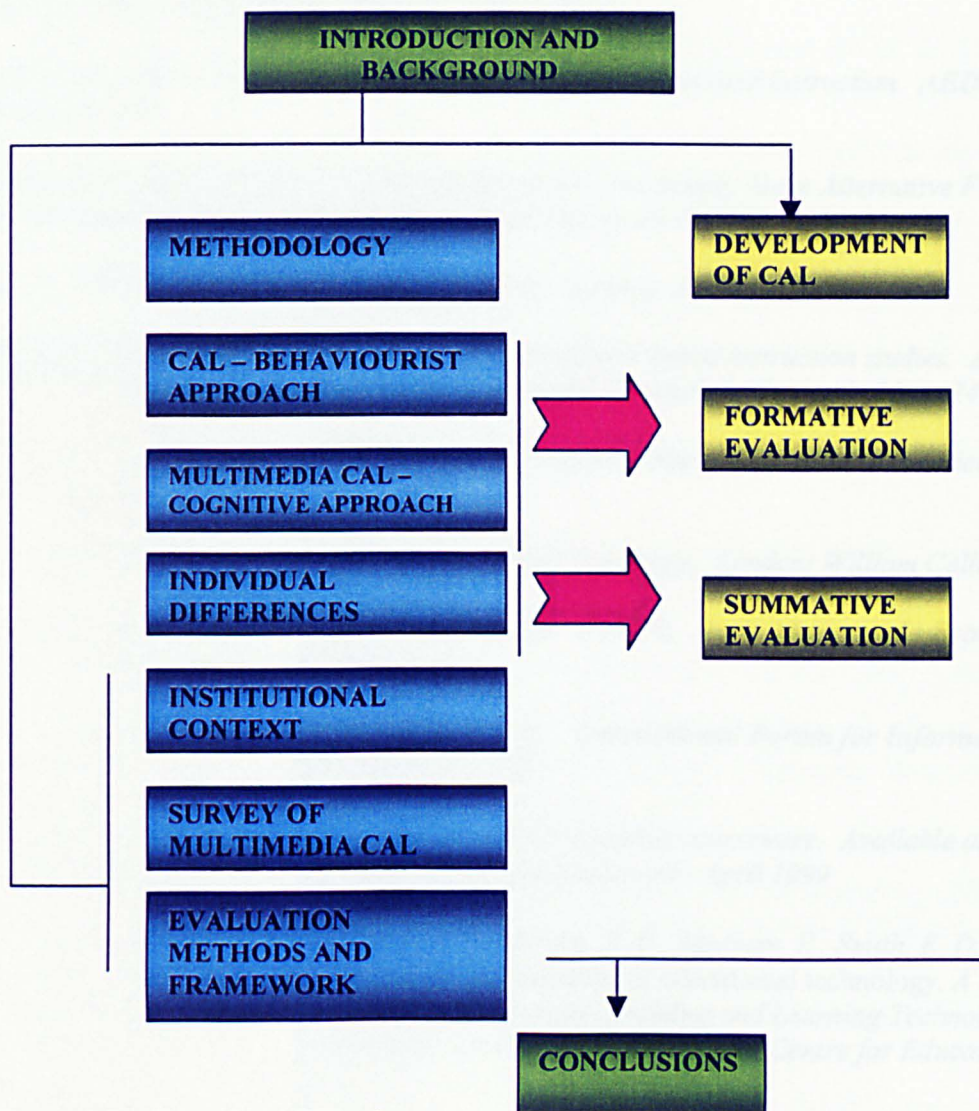 INTRODUCTION AND
BACKGROUND
METHODOLOGY
DEVELOPMENT
OF CAL
CAL – BEHAVIOURIST
APPROACH
FORMATIVE
EVALUATION
MULTIMEDIA CAL –
COGNITIVE APPROACH
INDIVIDUAL
DIFFERENCES
SUMMATIVE
EVALUATION
INSTITUTIONAL
CONTEXT
SURVEY OF
MULTIMEDIA CAL
EVALUATION
METHODS AND
FRAMEWORK
CONCLUSIONS